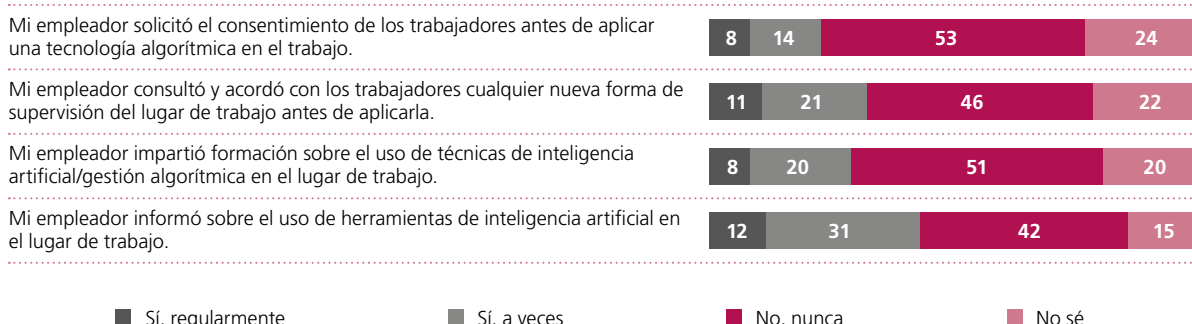 Mi empleador solicitó el consentimiento de los trabajadores antes de aplicar
una tecnología algorítmica en el trabajo.
8 14 53 24
Mi empleador consultó y acordó con los trabajadores cualquier nueva forma de
supervisión del lugar de trabajo antes de aplicarla.
11 21 46 22
Mi empleador impartió formación sobre el uso de técnicas de inteligencia
artificial/gestión algorítmica en el lugar de trabajo.
8 20 51 20
Mi empleador informó sobre el uso de herramientas de inteligencia artificial en
el lugar de trabajo.
12 31 42 15
Sí, regularmente Sí, a veces No, nunca No sé